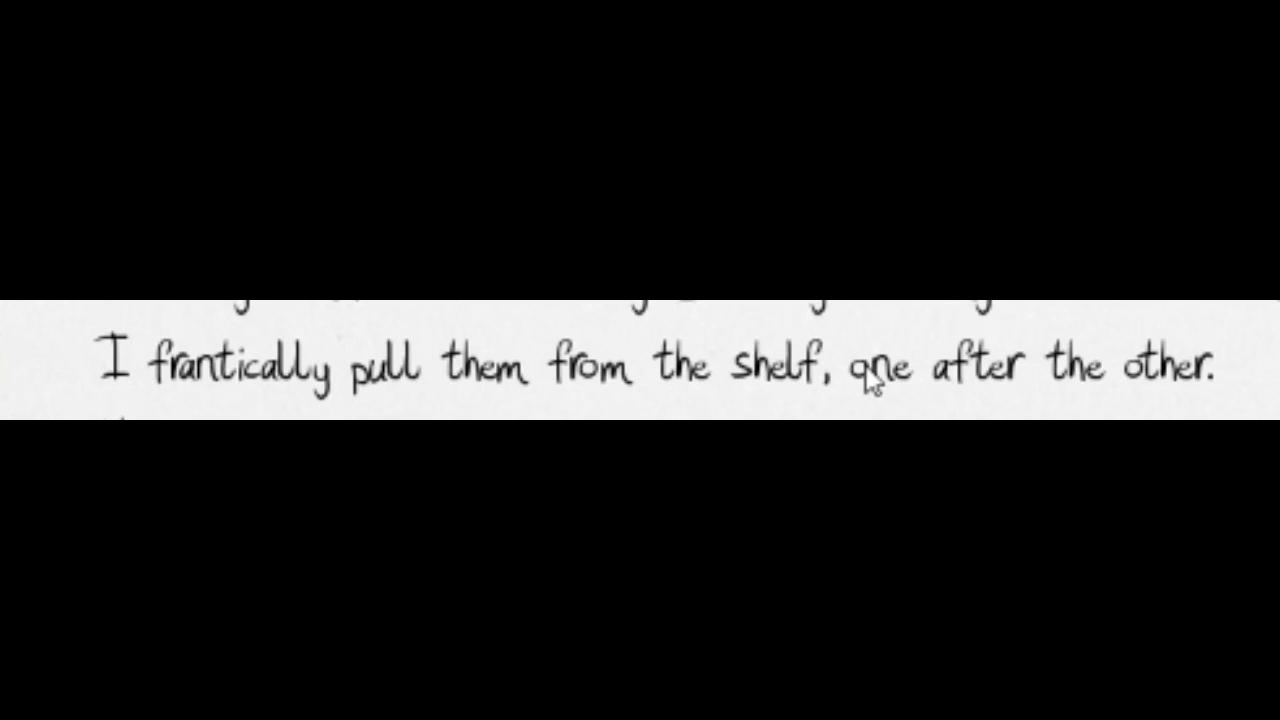 I frantically pull them from the shelf, one after the other.